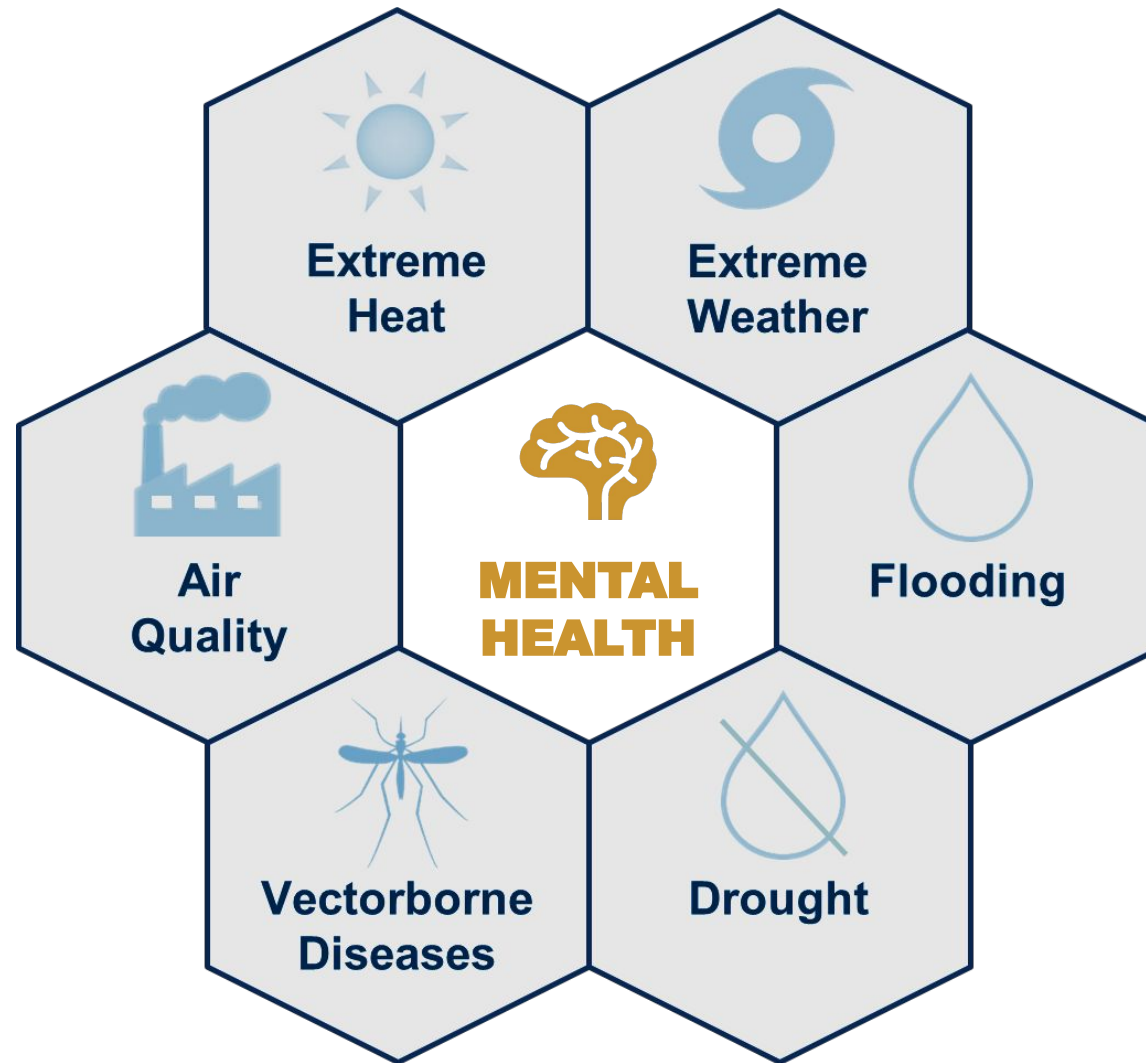 Extreme
Heat
Extreme
Weather
Air
Quality
MENTAL
HEALTH
Flooding
Vectorborne
Diseases
Drought